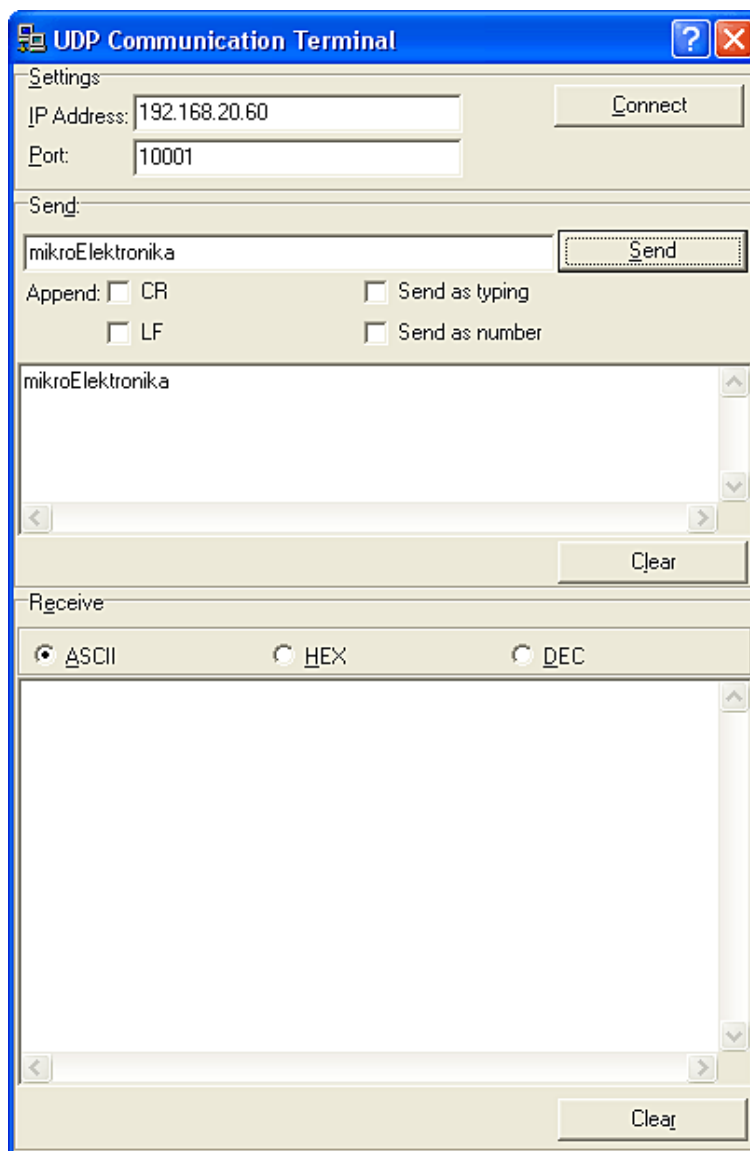 UDP Communication Terminal
Settings
IP Address: 192.168.20.60 Connect
Port: 10001
Send:
mikroElektronika Send
Append: CR Send as typing
LF Send as number
mikroElektronika
Clear
Receive
ASCII HEX DEC
Clear